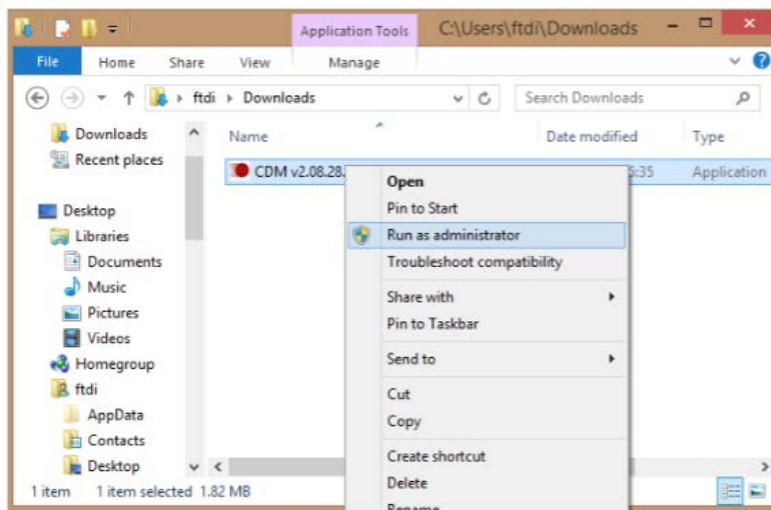 Application Tools
C:\Users\ftdi\Downloads
File Home Share View Manage
ftdi Downloads
Search Downloads
Downloads
Recent places
Desktop
Libraries
Documents
Music
Pictures
Videos
Homegroup
ftdi
AppData
Contacts
Desktop
Name Date modified Type
CDM v2.08.28. 5:35 Application
Open
Pin to Start
Run as administrator
Troubleshoot compatibility
Share with
Pin to Taskbar
Send to
Cut
Copy
Create shortcut
Delete
Rename
1 item 1 item selected 1.82 MB